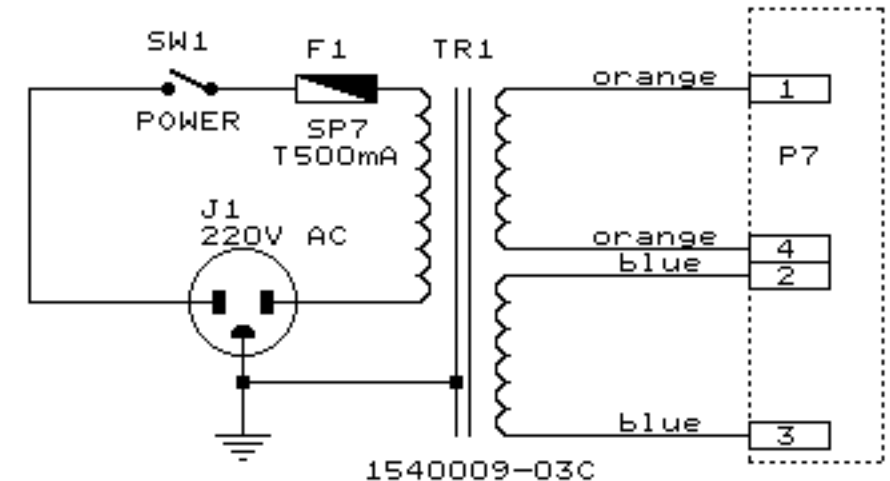 SW1
F1
TR1
POWER
SP7
T500mA
J1
220V AC
orange
1
P7
orange
4
blue
2
blue
3
1540009-03C